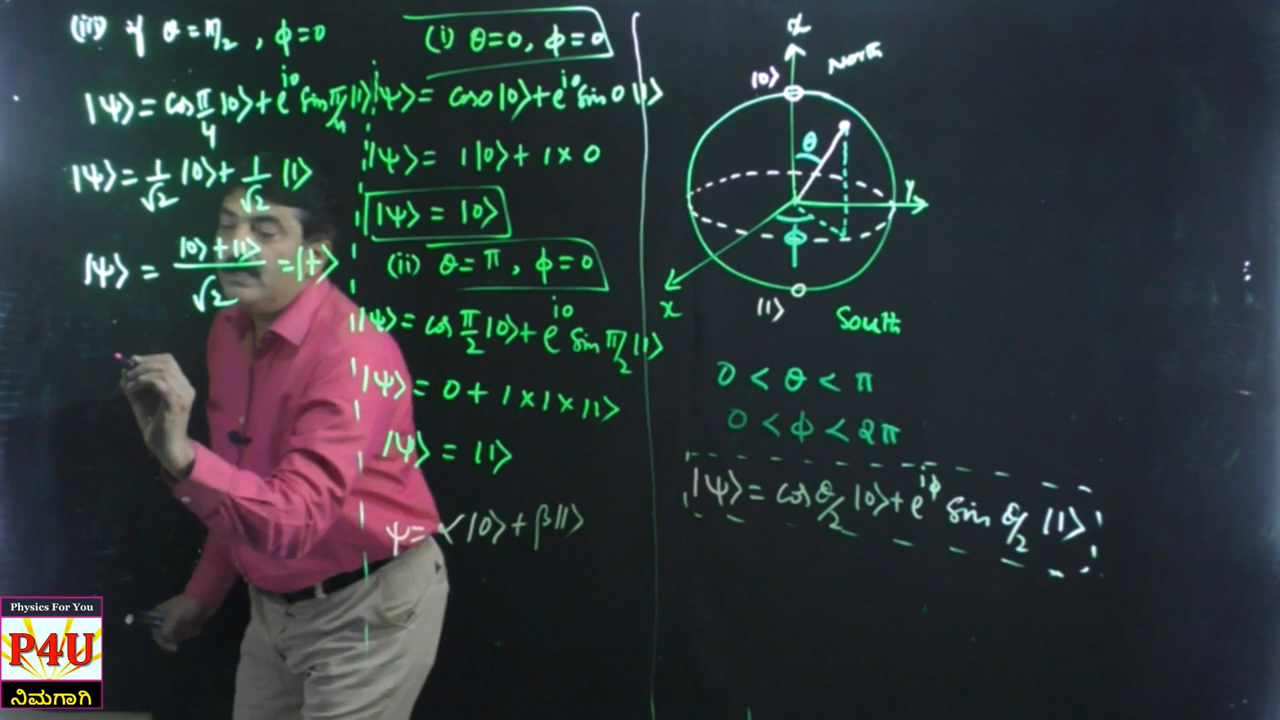 (iii) if θ = π/2 , φ = 0
|ψ⟩ = cos π/4 |0⟩ + e^{i0} sin π/4 |1⟩
|ψ⟩ = 1/√2 |0⟩ + 1/√2 |1⟩
|ψ⟩ = |0⟩ + |1⟩ / √2 = |+⟩
(i) θ = 0, φ = 0
|ψ⟩ = cos 0 |0⟩ + e^{i0} sin 0 |1⟩
|ψ⟩ = 1 |0⟩ + 1 × 0
|ψ⟩ = |0⟩
(ii) θ = π , φ = 0
|ψ⟩ = cos π/2 |0⟩ + e^{i0} sin π/2 |1⟩
|ψ⟩ = 0 + 1 × 1 × |1⟩
|ψ⟩ = |1⟩
ψ = α |0⟩ + β |1⟩
|0⟩
North
θ
y
φ
x
|1⟩
South
0 < θ < π
0 < φ < 2π
|ψ⟩ = cos θ/2 |0⟩ + e^{iφ} sin θ/2 |1⟩
Physics For You
P4U
ನಿಮಗಾಗಿ